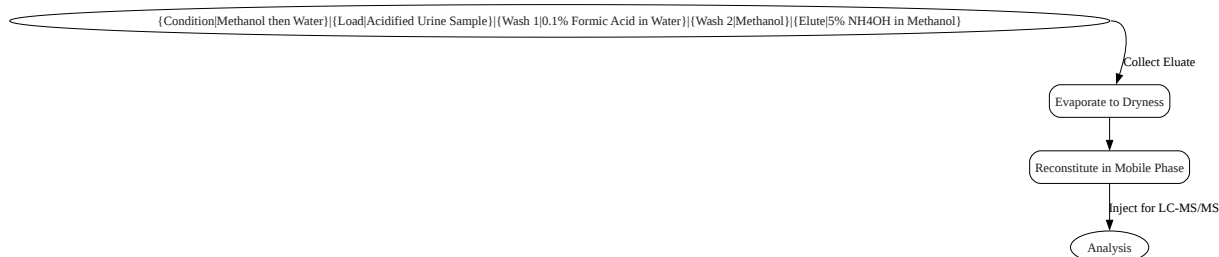 {Condition|Methanol then Water}|{Load|Acidified Urine Sample}|{Wash 1|0.1% Formic Acid in Water}|{Wash 2|Methanol}|{Elute|5% NH4OH in Methanol}
Collect Eluate
Evaporate to Dryness
Reconstitute in Mobile Phase
Inject for LC-MS/MS
Analysis